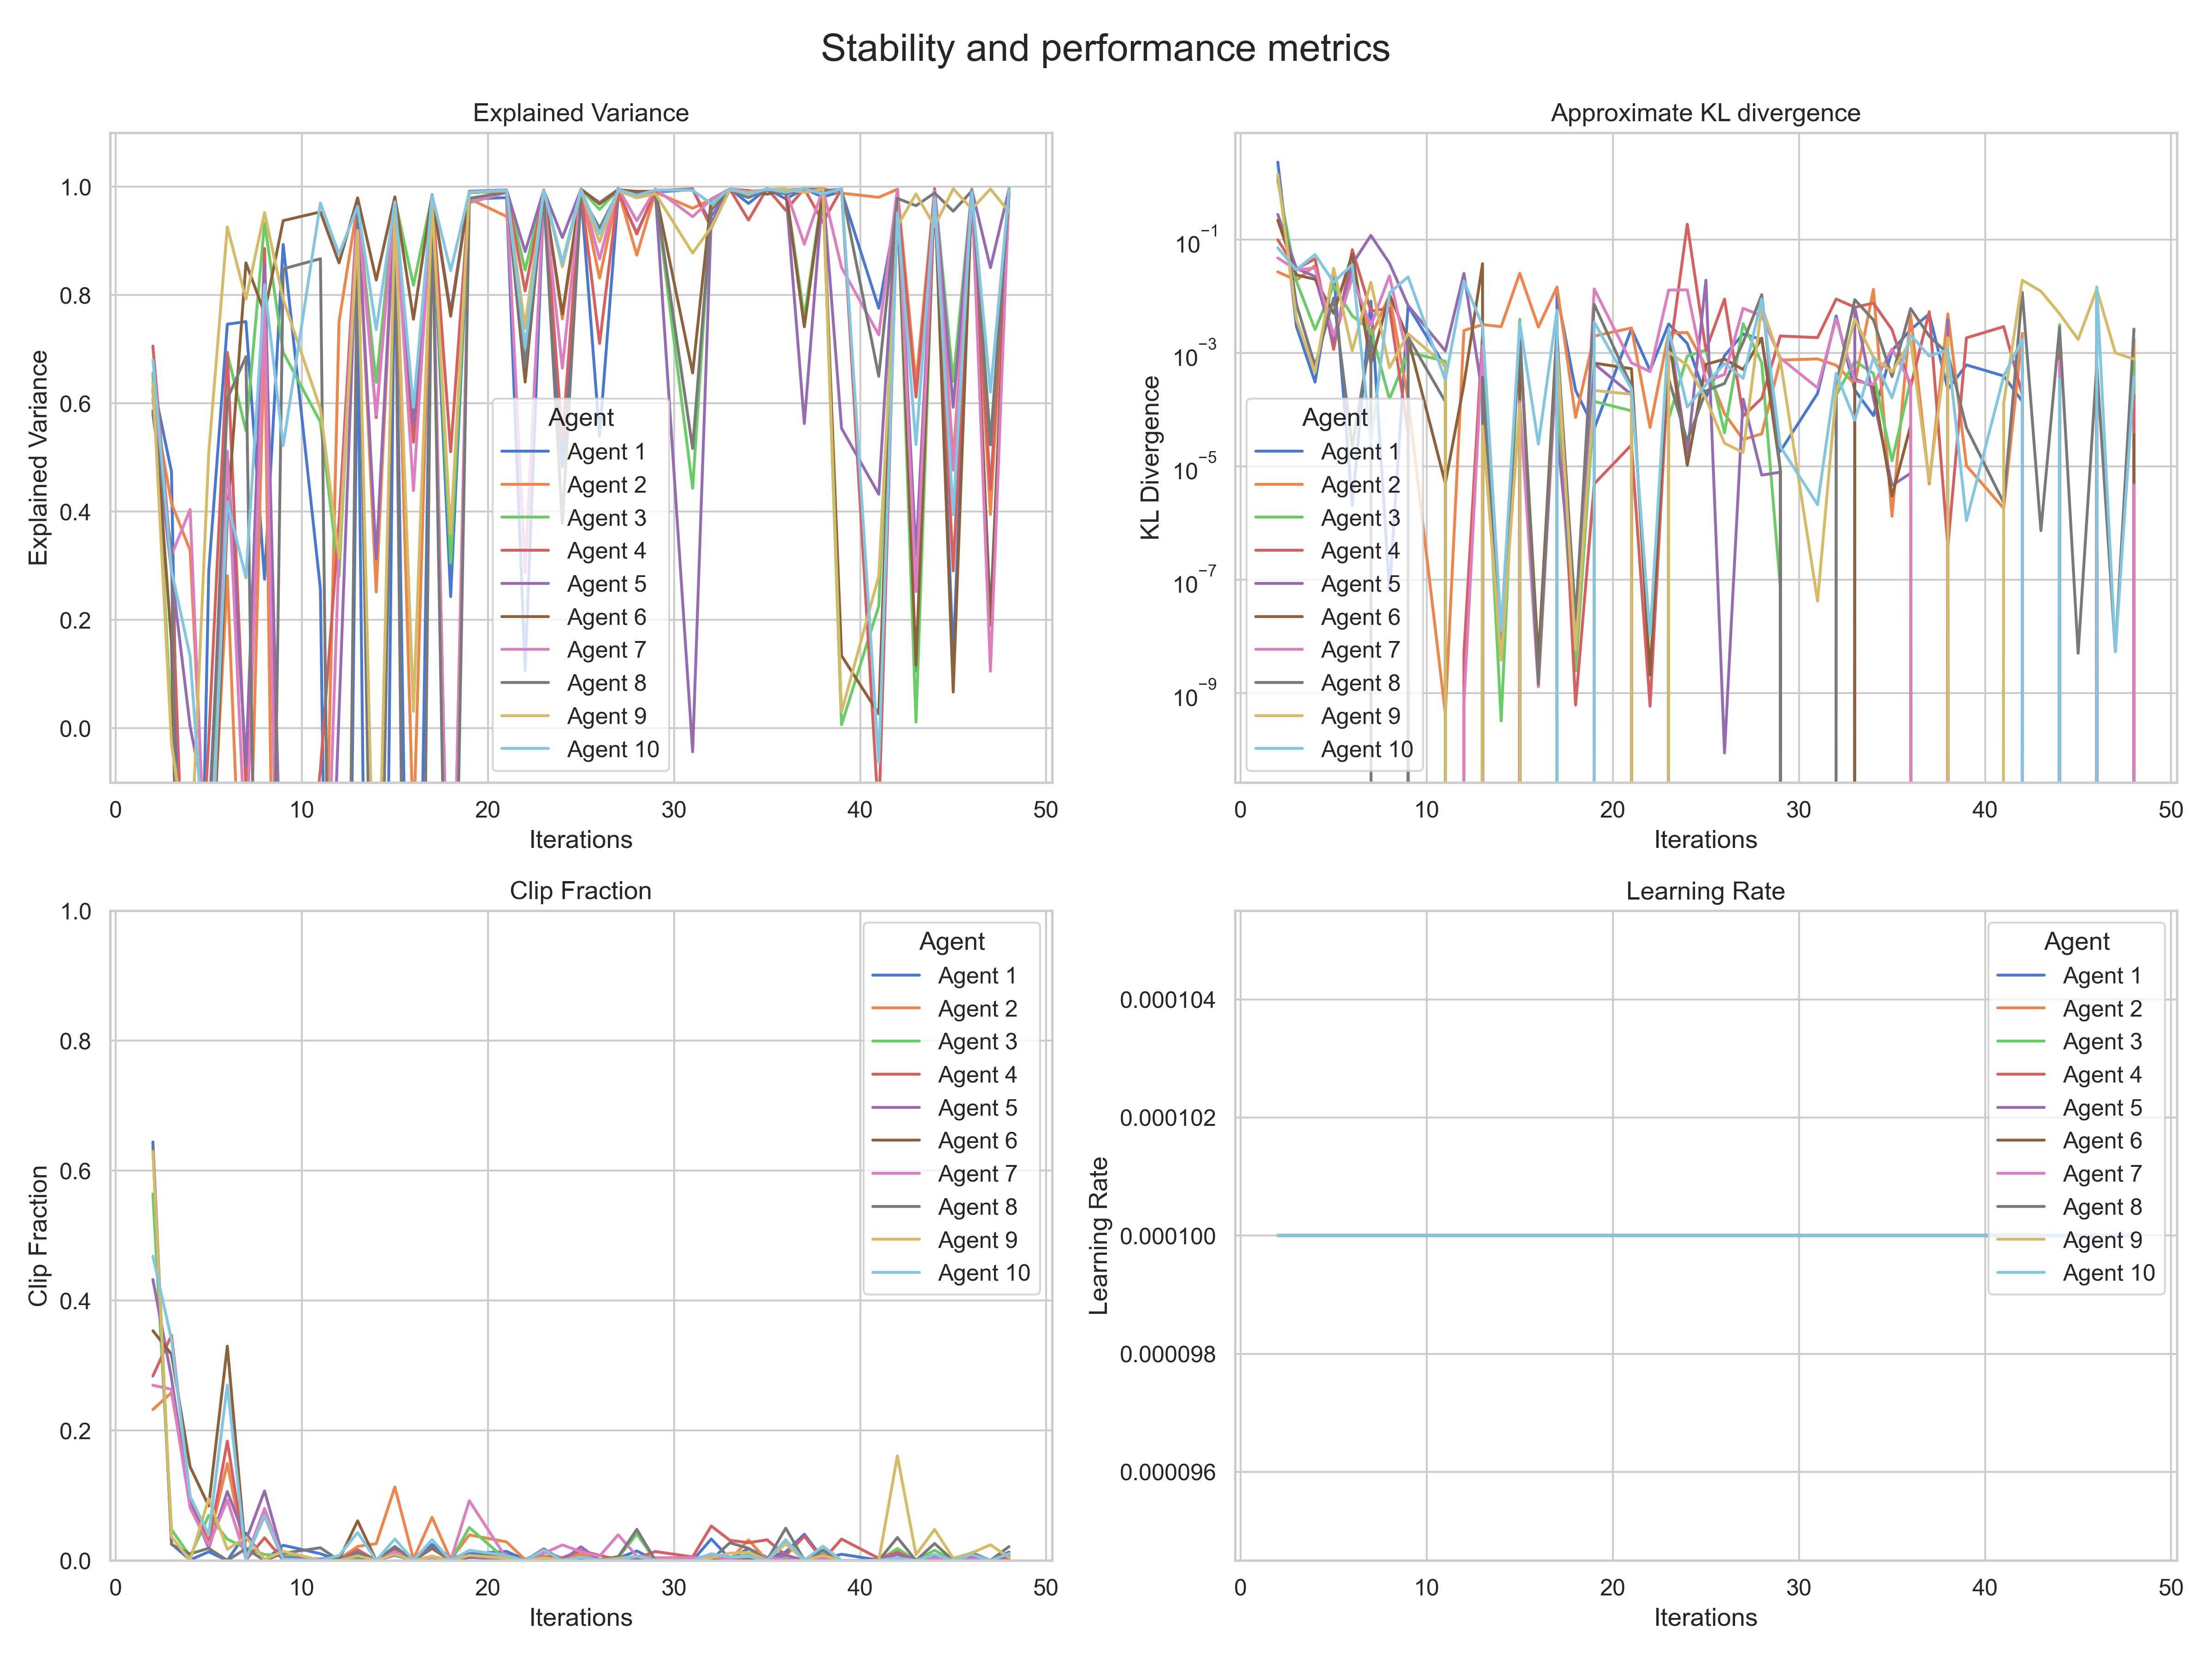 Stability and performance metrics
Explained Variance
Explained Variance
1.0
0.8
0.6
0.4
0.2
0.0
0 10 20 30 40 50
Iterations
Agent
Agent 1
Agent 2
Agent 3
Agent 4
Agent 5
Agent 6
Agent 7
Agent 8
Agent 9
Agent 10
Approximate KL divergence
KL Divergence
10⁻¹
10⁻³
10⁻⁵
10⁻⁷
10⁻⁹
0 10 20 30 40 50
Iterations
Agent
Agent 1
Agent 2
Agent 3
Agent 4
Agent 5
Agent 6
Agent 7
Agent 8
Agent 9
Agent 10
Clip Fraction
Clip Fraction
1.0
0.8
0.6
0.4
0.2
0.0
0 10 20 30 40 50
Iterations
Agent
Agent 1
Agent 2
Agent 3
Agent 4
Agent 5
Agent 6
Agent 7
Agent 8
Agent 9
Agent 10
Learning Rate
Learning Rate
0.000104
0.000102
0.000100
0.000098
0.000096
0 10 20 30 40 50
Iterations
Agent
Agent 1
Agent 2
Agent 3
Agent 4
Agent 5
Agent 6
Agent 7
Agent 8
Agent 9
Agent 10